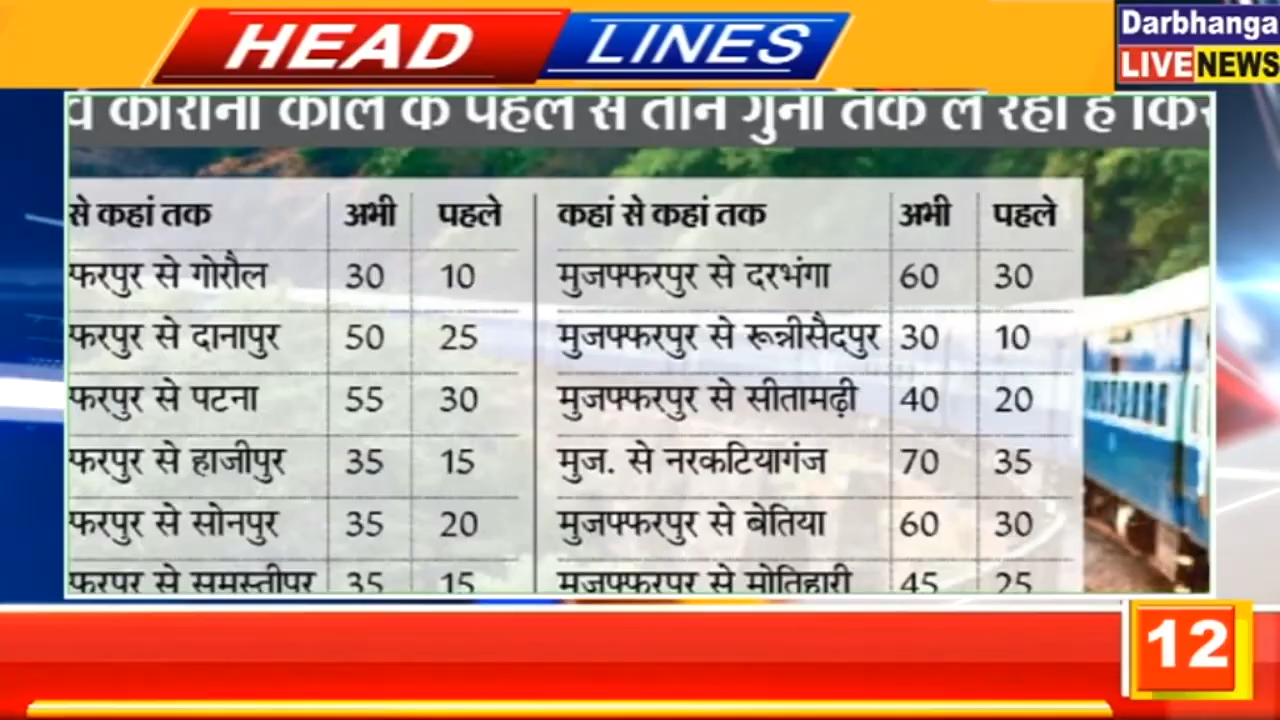 HEAD LINES
Darbhanga
LIVE NEWS
कोरोना काल के पहले से तीन गुना तक ले रहा है
से कहां तक अभी पहले कहां से कहां तक अभी पहले
फरपुर से गोरौल 30 10 मुजफ्फरपुर से दरभंगा 60 30
फरपुर से दानापुर 50 25 मुजफ्फरपुर से रून्नीसैदपुर 30 10
फरपुर से पटना 55 30 मुजफ्फरपुर से सीतामढ़ी 40 20
फरपुर से हाजीपुर 35 15 मुज. से नरकटियागंज 70 35
फरपुर से सोनपुर 35 20 मुजफ्फरपुर से बेतिया 60 30
फरपुर से समस्तीपुर 35 15 मुजफ्फरपुर से मोतिहारी 45 25
12